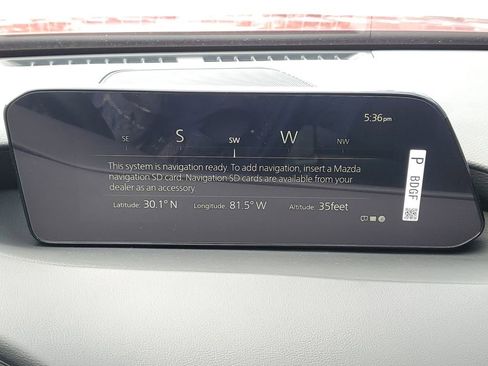 5:36pm
SE S SW W NW
This system is navigation ready. To add navigation, insert a Mazda
navigation SD card. Navigation SD cards are available from your
dealer as an accessory.
Latitude: 30.1° N Longitude: 81.5° W Altitude: 35feet
P BDGF